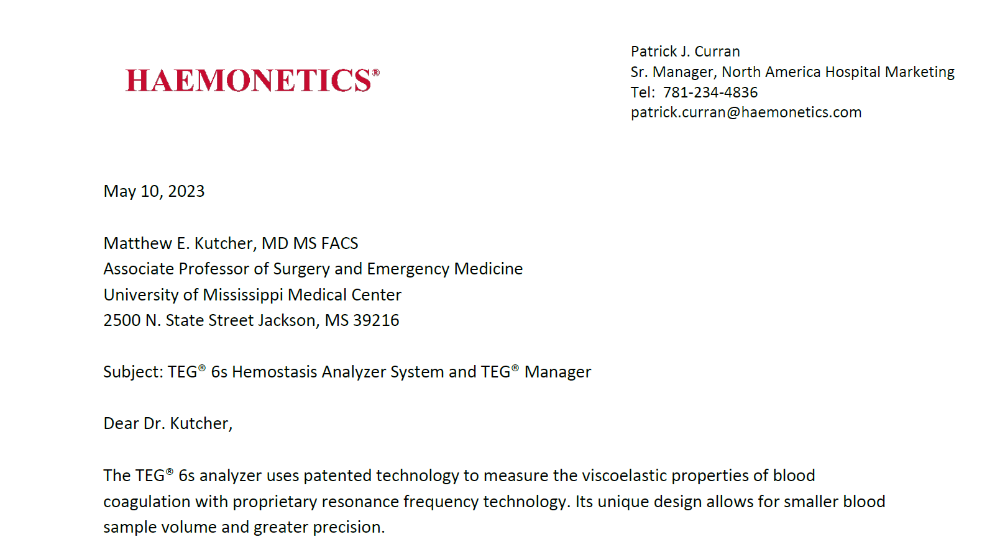 HAEMONETICS®
Patrick J. Curran
Sr. Manager, North America Hospital Marketing
Tel:  781-234-4836
patrick.curran@haemonetics.com
May 10, 2023
Matthew E. Kutcher, MD MS FACS
Associate Professor of Surgery and Emergency Medicine
University of Mississippi Medical Center
2500 N. State Street Jackson, MS 39216
Subject: TEG® 6s Hemostasis Analyzer System and TEG® Manager
Dear Dr. Kutcher,
The TEG® 6s analyzer uses patented technology to measure the viscoelastic properties of blood
coagulation with proprietary resonance frequency technology. Its unique design allows for smaller blood
sample volume and greater precision.